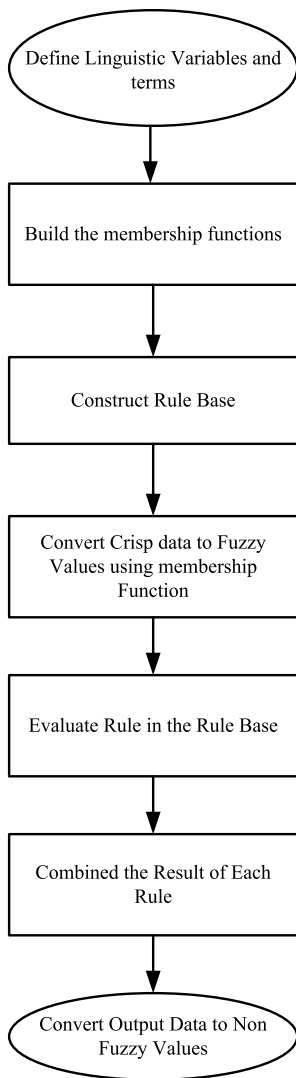 Define Linguistic Variables and
terms
Build the membership functions
Construct Rule Base
Convert Crisp data to Fuzzy
Values using membership
Function
Evaluate Rule in the Rule Base
Combined the Result of Each
Rule
Convert Output Data to Non
Fuzzy Values